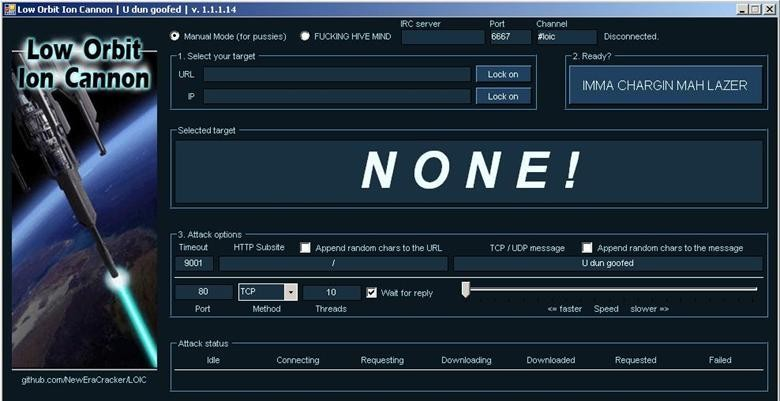 Low Orbit Ion Cannon | U dun goofed | v. 1.1.1.14
Low Orbit
Ion Cannon
IRC server Port Channel
Manual Mode (for pussies) FUCKING HIVE MIND 6667 #loic Disconnected.
1. Select your target
URL Lock on
IP Lock on
2. Ready?
IMMA CHARGIN MAH LAZER
Selected target
NONE!
3. Attack options
Timeout HTTP Subsite Append random chars to the URL TCP / UDP message Append random chars to the message
9001 / U dun goofed
80 TCP 10 Wait for reply
Port Method Threads <= faster Speed slower =>
Attack status
Idle Connecting Requesting Downloading Downloaded Requested Failed
github.com/NewEraCracker/LOIC